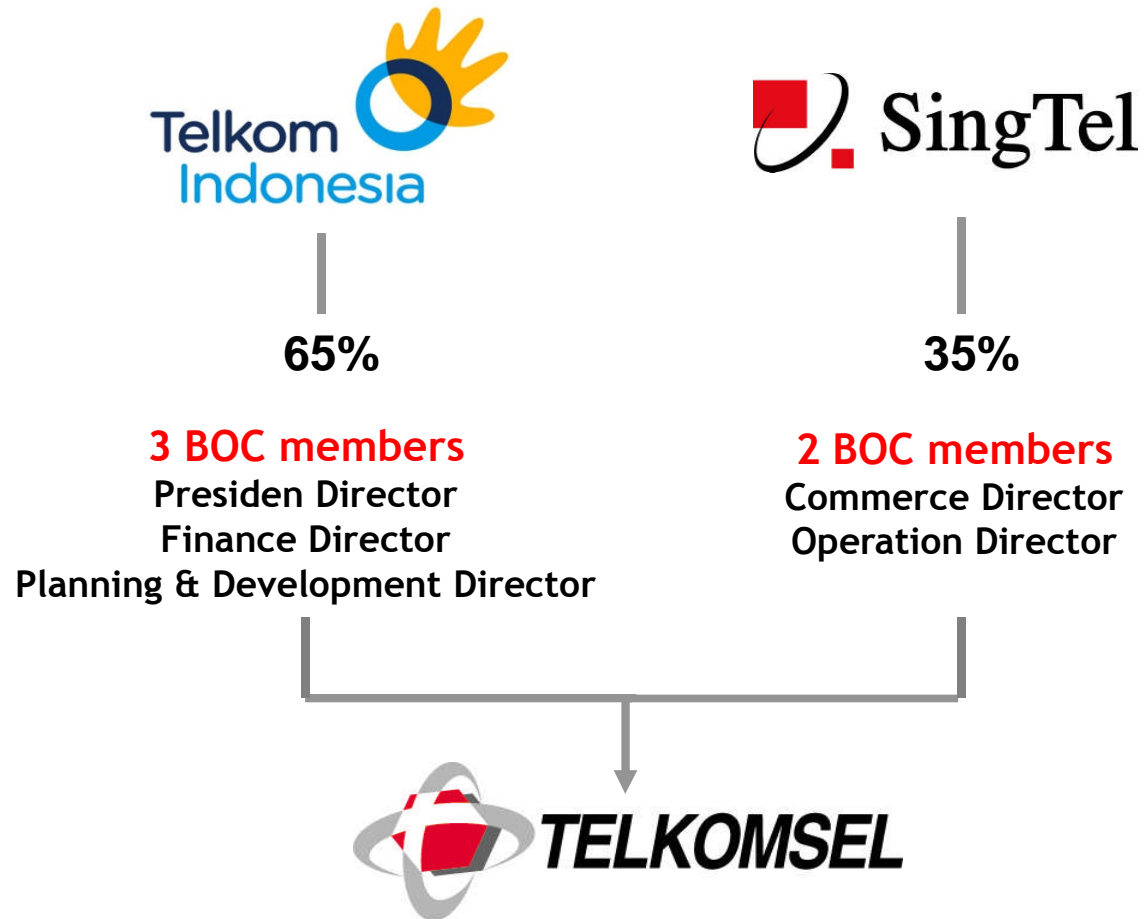 Telkom
Indonesia
SingTel
65%
35%
3 BOC members
Presiden Director
Finance Director
Planning & Development Director
2 BOC members
Commerce Director
Operation Director
TELKOMSEL